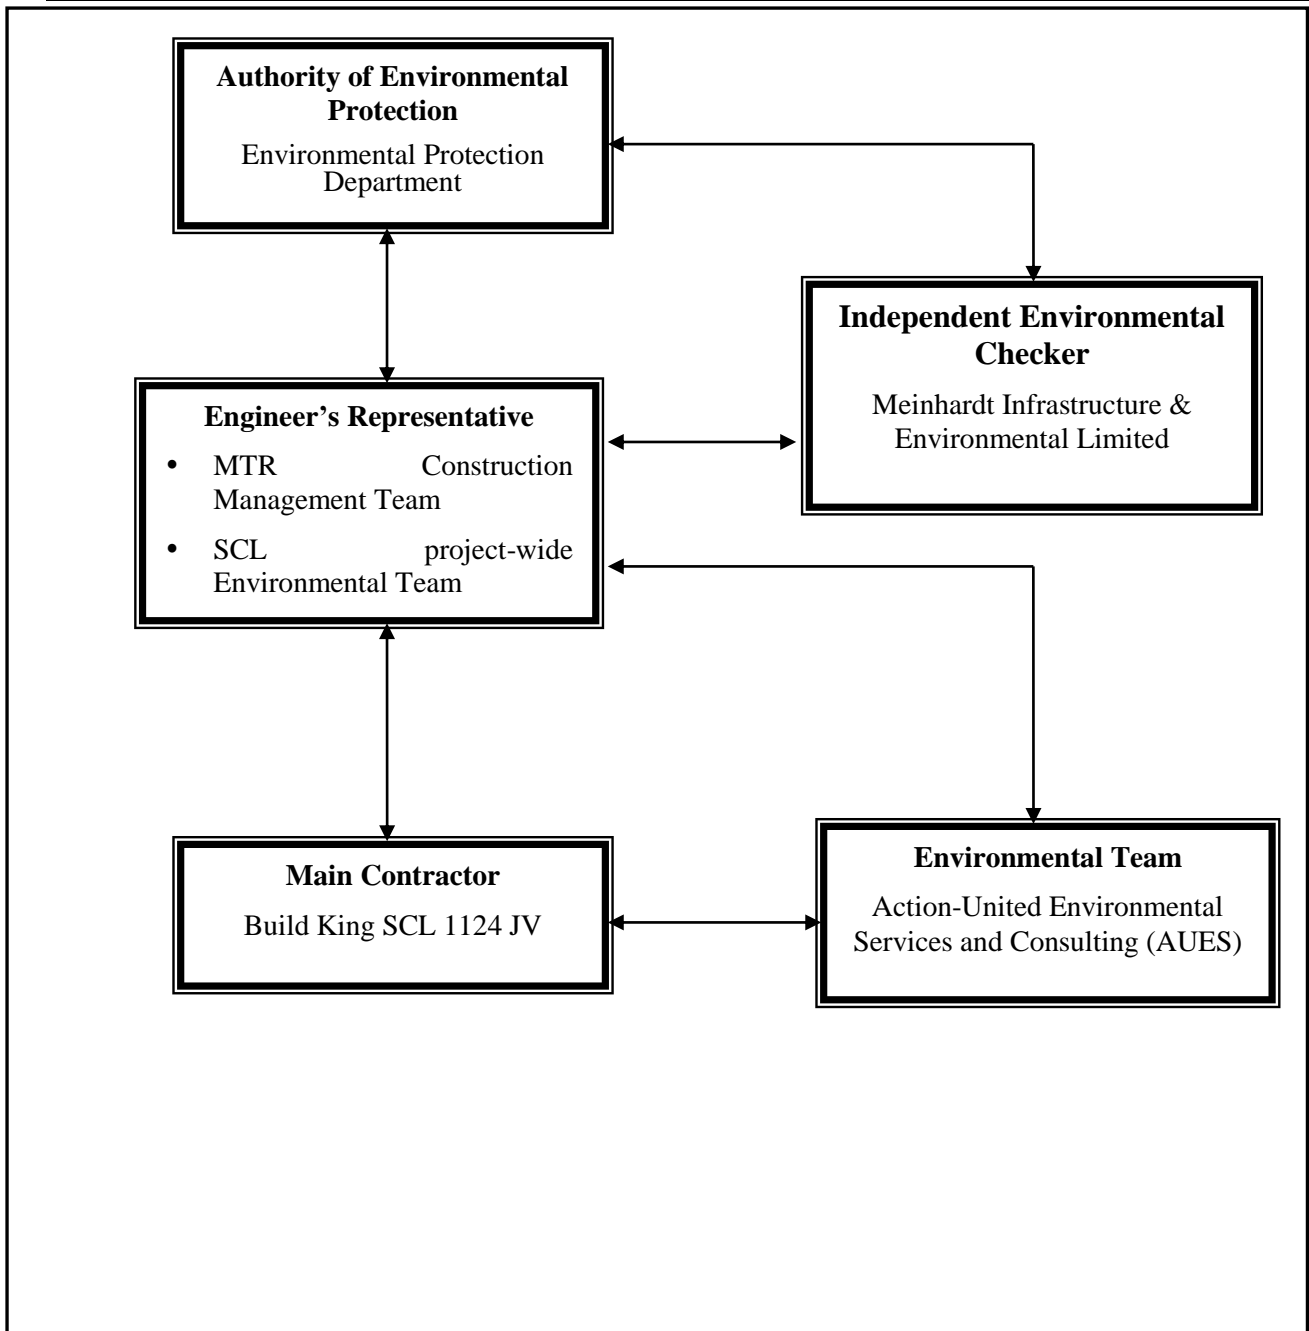 Authority of Environmental
Protection
Environmental Protection
Department
Independent Environmental
Checker
Meinhardt Infrastructure &
Environmental Limited
Engineer’s Representative
• MTR Construction
Management Team
• SCL project-wide
Environmental Team
Main Contractor
Build King SCL 1124 JV
Environmental Team
Action-United Environmental
Services and Consulting (AUES)